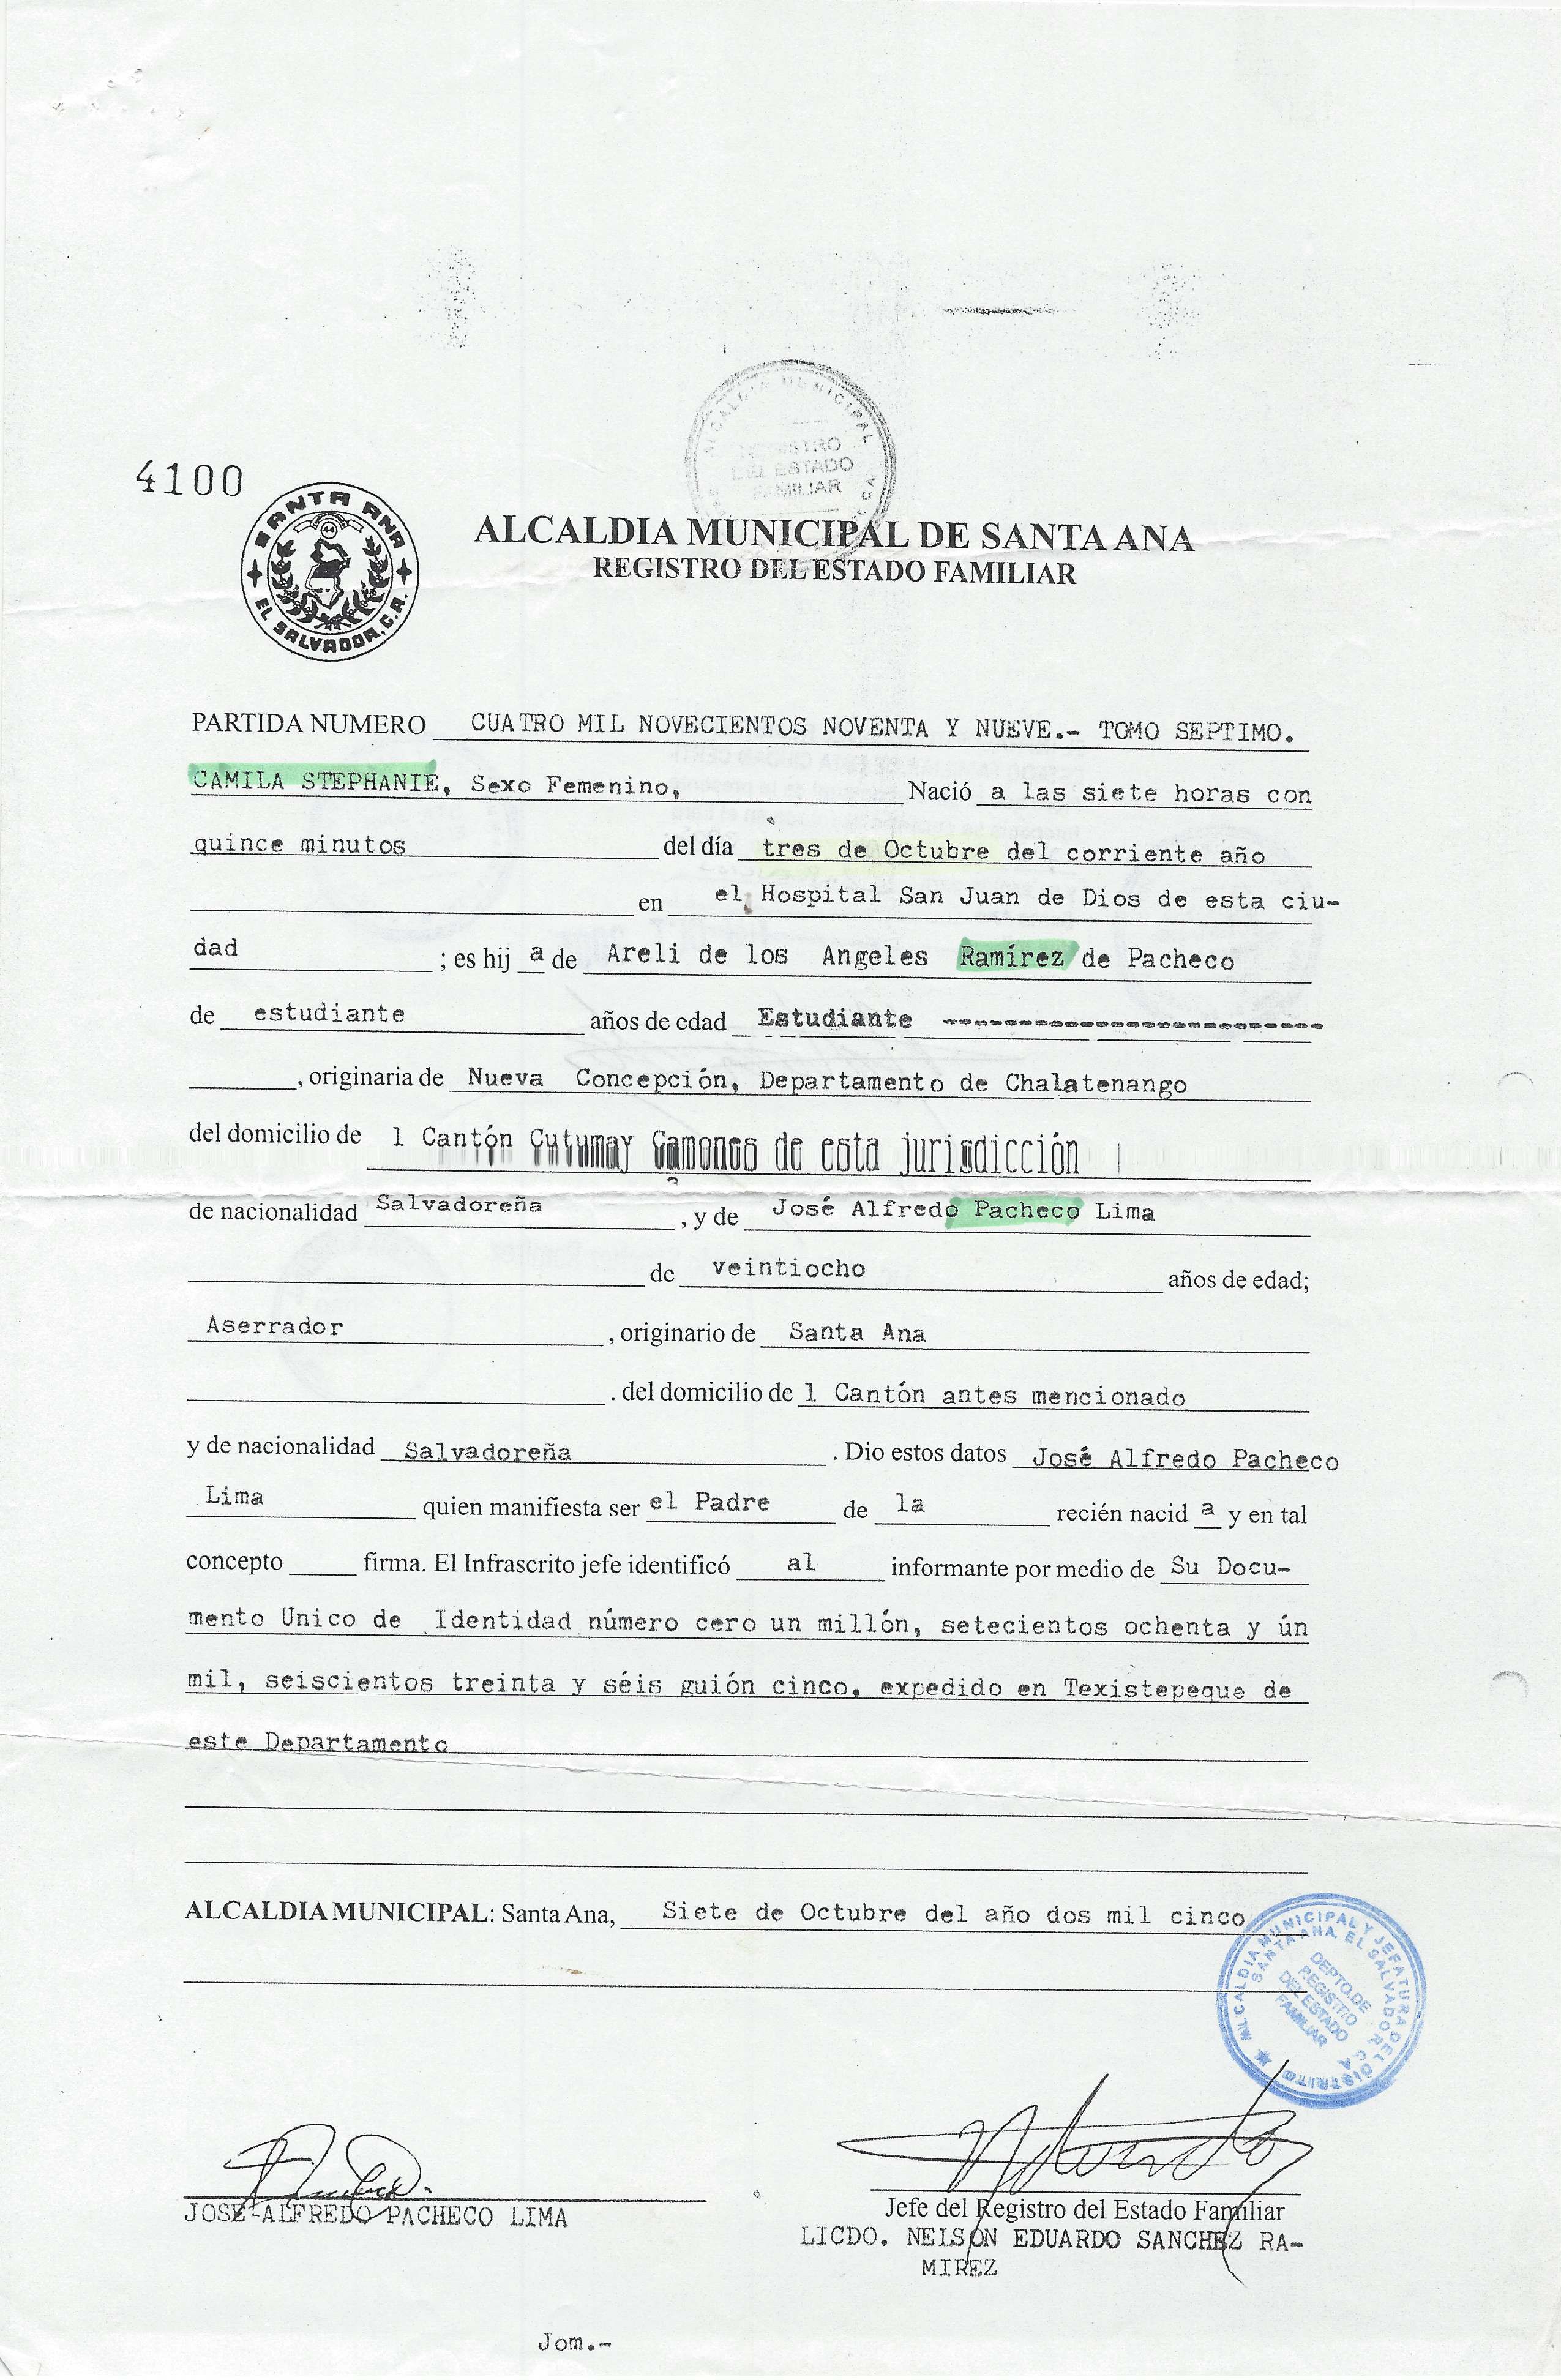 ALCALDIA MUNICIPAL
REGISTRO
DEL ESTADO
FAMILIAR
4100
SANTA ANA
EL SALVADOR, C.A.
ALCALDIA MUNICIPAL DE SANTA ANA
REGISTRO DEL ESTADO FAMILIAR
PARTIDA NUMERO CUATRO MIL NOVECIENTOS NOVENTA Y NUEVE.- TOMO SEPTIMO.
CAMILA STEPHANIE, Sexo Femenino, Nació a las siete horas con
quince minutos del día tres de Octubre del corriente año
en el Hospital San Juan de Dios de esta ciu-
dad ; es hij a de Areli de los Angeles Ramírez de Pacheco
de estudiante años de edad Estudiante -------------------------
, originaria de Nueva Concepción, Departamento de Chalatenango
del domicilio de l Cantón Cutumay Camones de esta jurisdicción
de nacionalidad Salvadoreña , y de José Alfredo Pacheco Lima
de veintiocho años de edad;
Aserrador , originario de Santa Ana
. del domicilio de l Cantón antes mencionado
y de nacionalidad Salvadoreña . Dio estos datos José Alfredo Pacheco
Lima quien manifiesta ser el Padre de la recién nacid a y en tal
concepto firma. El Infrascrito jefe identificó al informante por medio de Su Docu-
mento Unico de Identidad número cero un millón, setecientos ochenta y ún
mil, seiscientos treinta y séis guión cinco, expedido en Texistepeque de
este Departamento
ALCALDIA MUNICIPAL: Santa Ana, Siete de Octubre del año dos mil cinco
ALCALDIA MUNICIPAL Y JEFATURA DEL DISTRITO
SANTA ANA. EL SALVADOR, C.A.
DEPTO. DE
REGISTRO
DEL ESTADO
FAMILIAR
JOSE ALFREDO PACHECO LIMA
Jefe del Registro del Estado Familiar
LICDO. NELSON EDUARDO SANCHEZ RA-
MIREZ
Jom.-